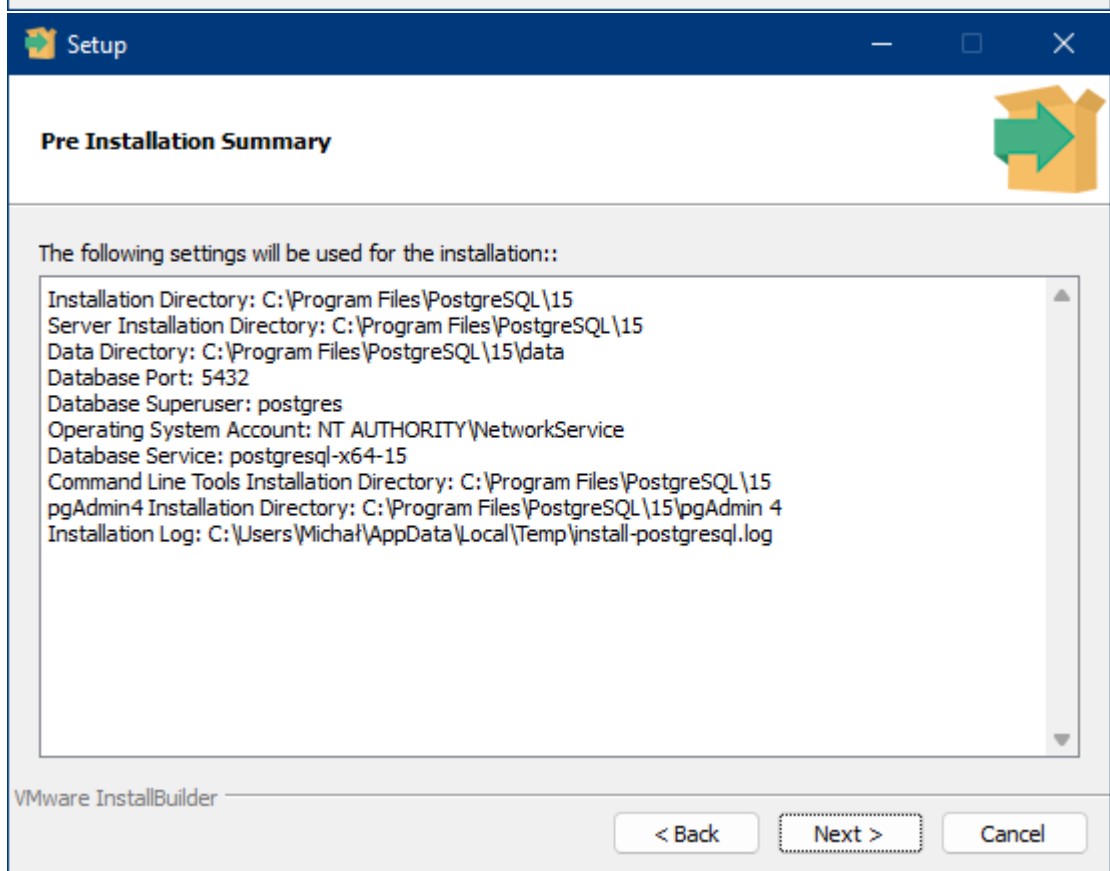 Setup
Pre Installation Summary
The following settings will be used for the installation::
Installation Directory: C:\Program Files\PostgreSQL\15
Server Installation Directory: C:\Program Files\PostgreSQL\15
Data Directory: C:\Program Files\PostgreSQL\15\data
Database Port: 5432
Database Superuser: postgres
Operating System Account: NT AUTHORITY\NetworkService
Database Service: postgresql-x64-15
Command Line Tools Installation Directory: C:\Program Files\PostgreSQL\15
pgAdmin4 Installation Directory: C:\Program Files\PostgreSQL\15\pgAdmin 4
Installation Log: C:\Users\Michał\AppData\Local\Temp\install-postgresql.log
VMware InstallBuilder
< Back Next > Cancel